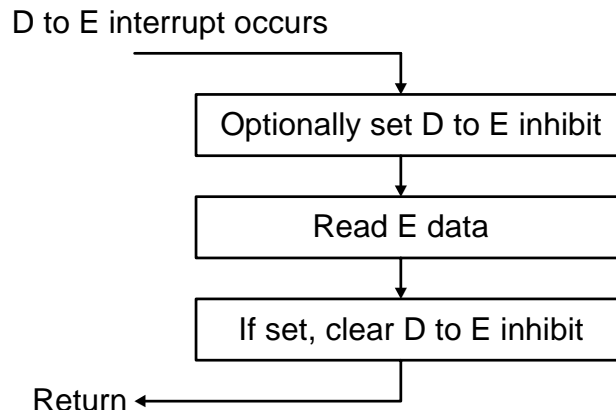 D to E interrupt occurs
Optionally set D to E inhibit
Read E data
If set, clear D to E inhibit
Return